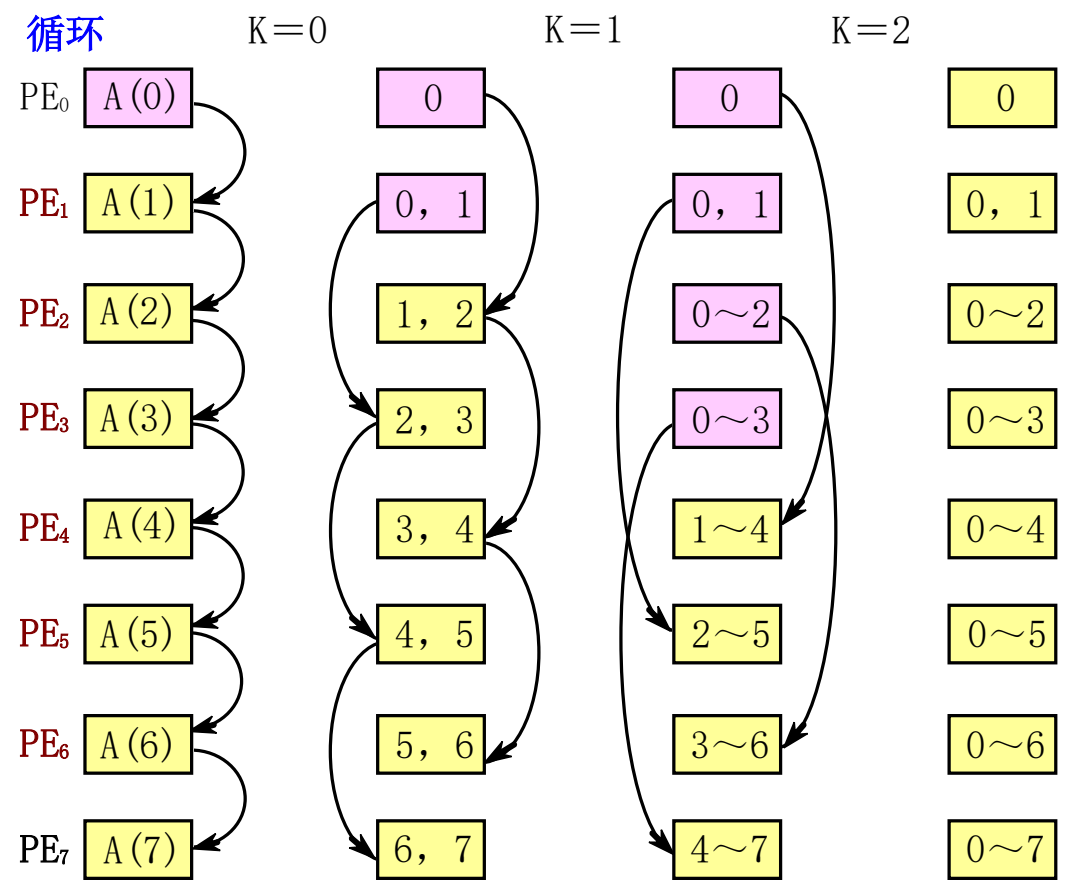 循环 K=0 K=1 K=2
PE₀ A(0) 0 0 0
PE₁ A(1) 0, 1 0, 1 0, 1
PE₂ A(2) 1, 2 0～2 0～2
PE₃ A(3) 2, 3 0～3 0～3
PE₄ A(4) 3, 4 1～4 0～4
PE₅ A(5) 4, 5 2～5 0～5
PE₆ A(6) 5, 6 3～6 0～6
PE₇ A(7) 6, 7 4～7 0～7